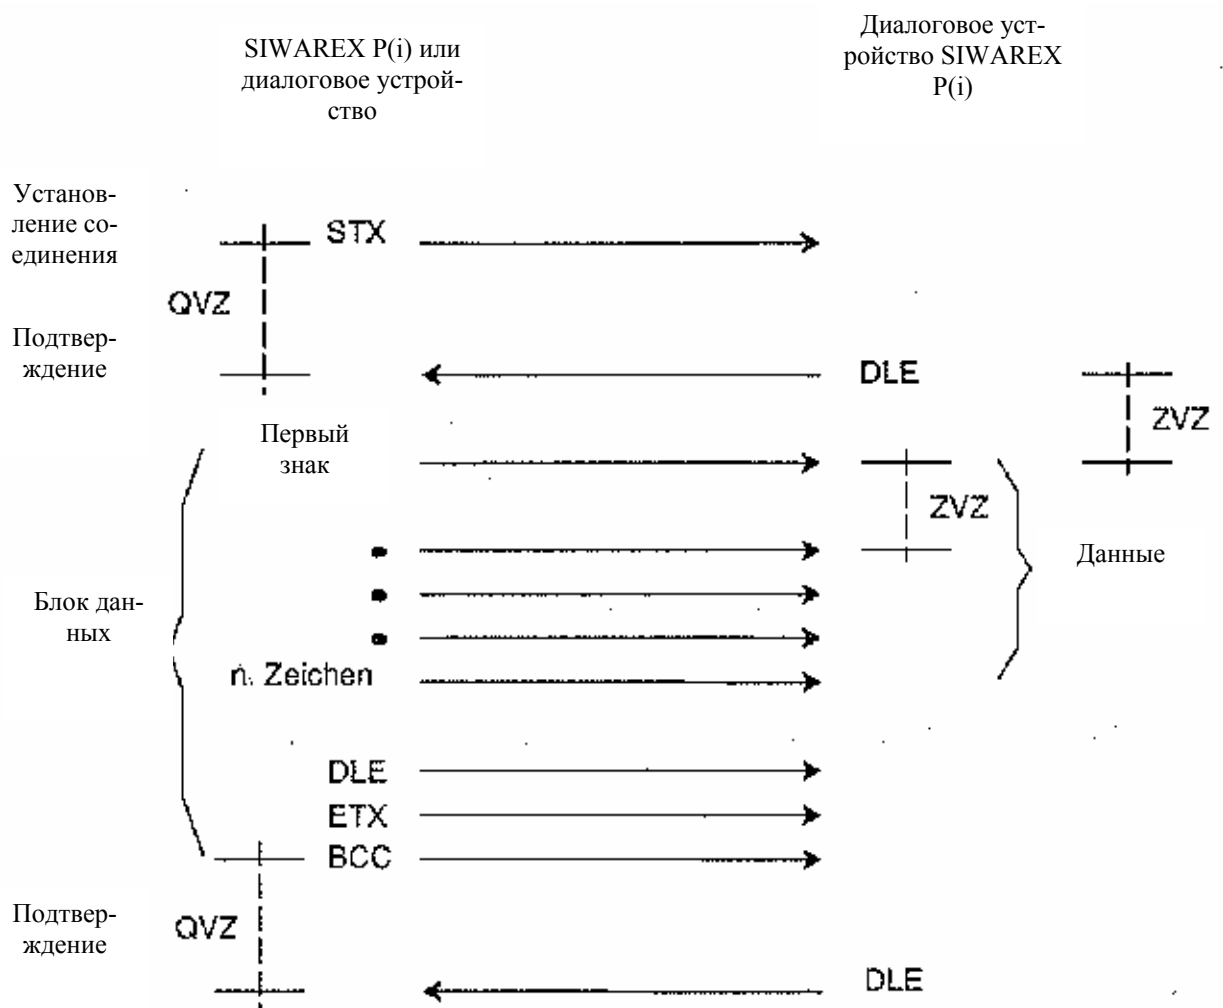 SIWAREX P(i) или
диалоговое устрой-
ство
Диалоговое уст-
ройство SIWAREX
P(i)
Установ-
ление со-
единения
STX
QVZ
Подтвер-
ждение
DLE
ZVZ
Первый
знак
ZVZ
Данные
Блок дан-
ных
n. Zeichen
DLE
ETX
BCC
Подтвер-
ждение
QVZ
DLE